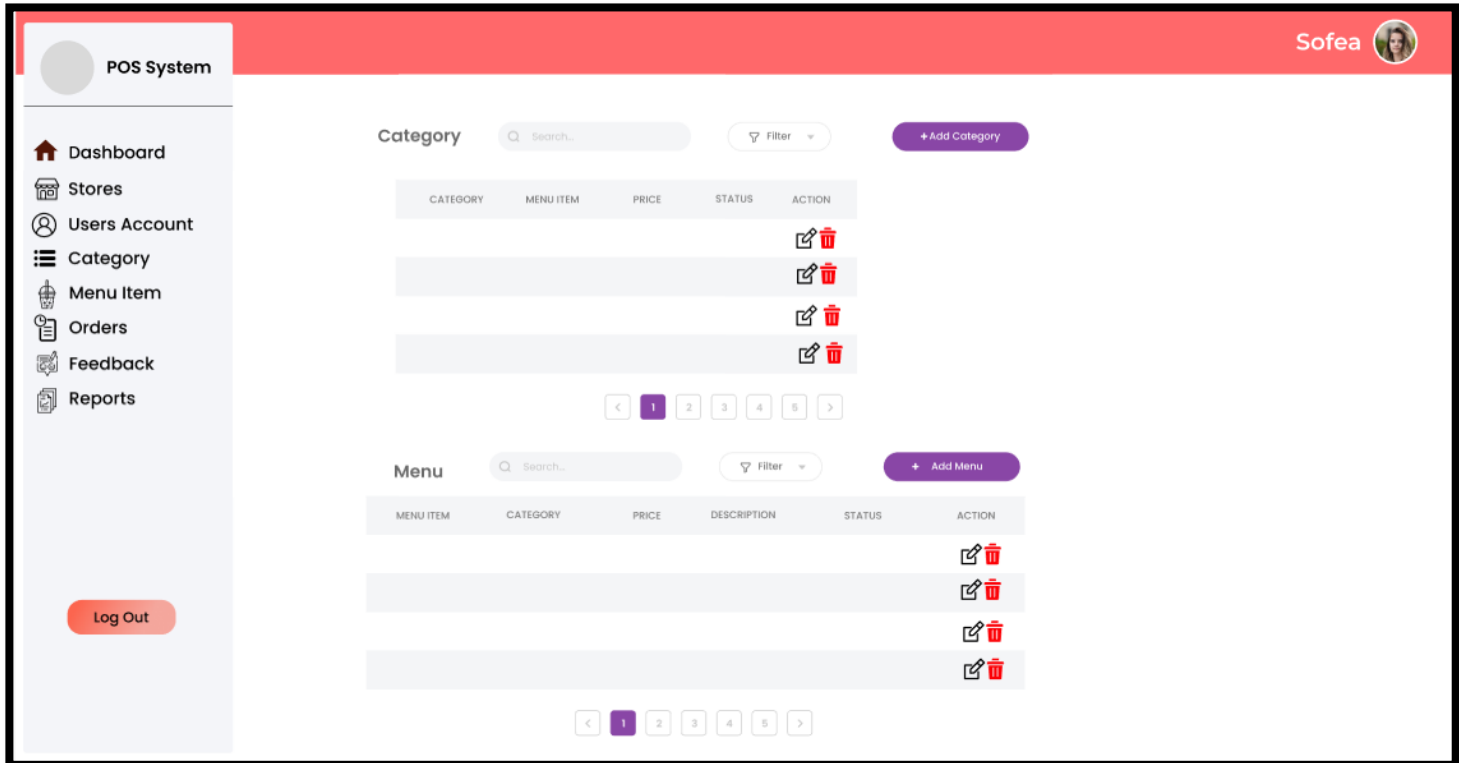 Sofea
POS System
Dashboard
Stores
Users Account
Category
Menu Item
Orders
Feedback
Reports
Log Out
Category
Search...
Filter
+Add Category
CATEGORY MENU ITEM PRICE STATUS ACTION
< 1 2 3 4 5 >
Menu
Search...
Filter
+ Add Menu
MENU ITEM CATEGORY PRICE DESCRIPTION STATUS ACTION
< 1 2 3 4 5 >